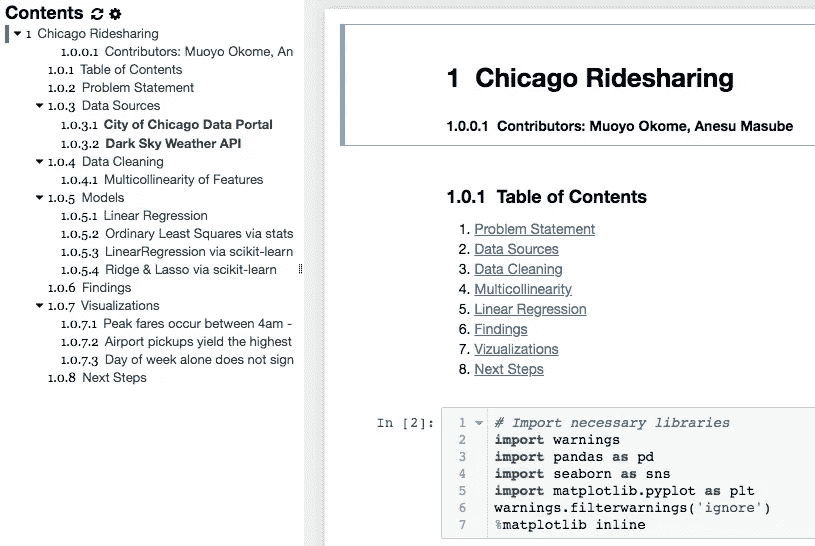 Contents
1 Chicago Ridesharing
1.0.0.1 Contributors: Muoyo Okome, An
1.0.1 Table of Contents
1.0.2 Problem Statement
1.0.3 Data Sources
1.0.3.1 City of Chicago Data Portal
1.0.3.2 Dark Sky Weather API
1.0.4 Data Cleaning
1.0.4.1 Multicollinearity of Features
1.0.5 Models
1.0.5.1 Linear Regression
1.0.5.2 Ordinary Least Squares via stats
1.0.5.3 LinearRegression via scikit-learn
1.0.5.4 Ridge & Lasso via scikit-learn
1.0.6 Findings
1.0.7 Visualizations
1.0.7.1 Peak fares occur between 4am -
1.0.7.2 Airport pickups yield the highest
1.0.7.3 Day of week alone does not sign
1.0.8 Next Steps
1 Chicago Ridesharing
1.0.0.1 Contributors: Muoyo Okome, Anesu Masube
1.0.1 Table of Contents
1. Problem Statement
2. Data Sources
3. Data Cleaning
4. Multicollinearity
5. Linear Regression
6. Findings
7. Vizualizations
8. Next Steps
In [2]:
1 # Import necessary libraries
2 import warnings
3 import pandas as pd
4 import seaborn as sns
5 import matplotlib.pyplot as plt
6 warnings.filterwarnings('ignore')
7 %matplotlib inline